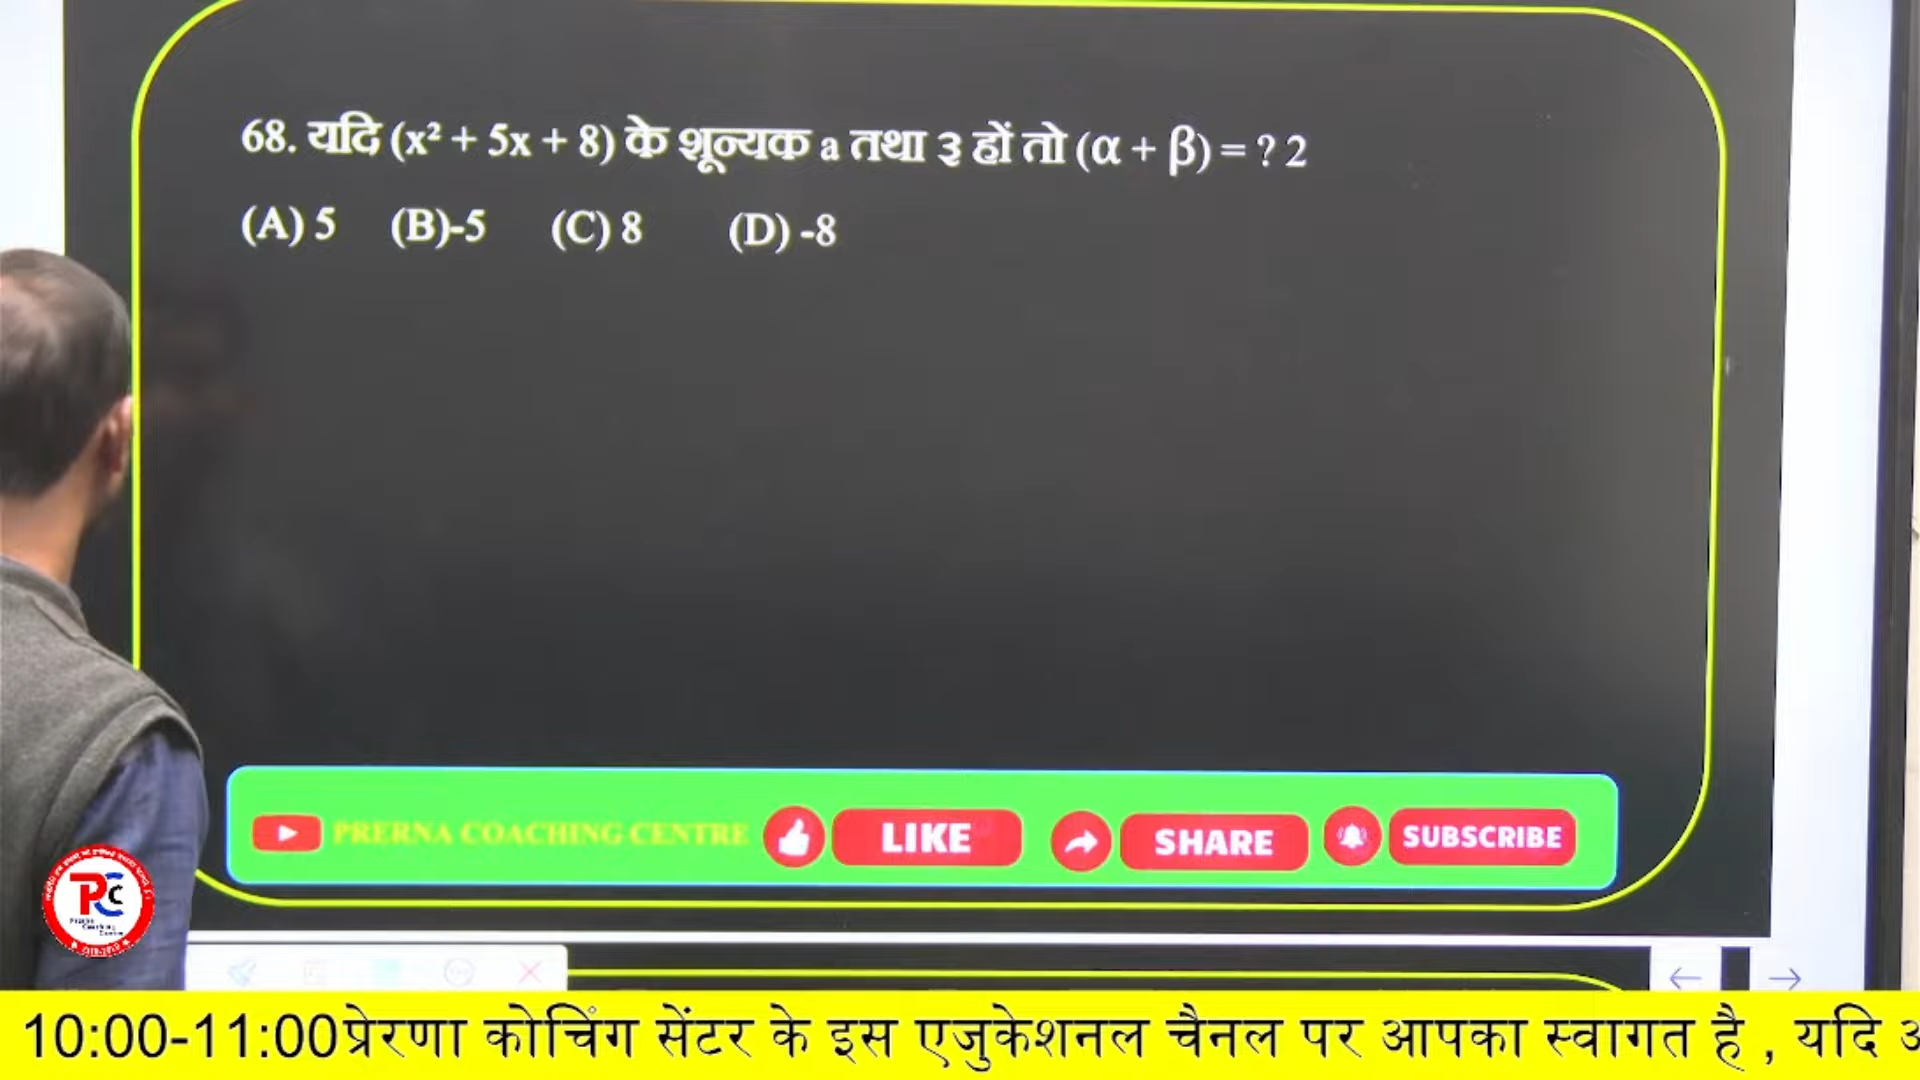 68. यदि (x² + 5x + 8) के शून्यक a तथा ३ हों तो (α + β) = ? 2
(A) 5 (B)-5 (C) 8 (D) -8
PRERNA COACHING CENTRE LIKE SHARE SUBSCRIBE
PCC
10:00-11:00प्रेरणा कोचिंग सेंटर के इस एजुकेशनल चैनल पर आपका स्वागत है , यदि